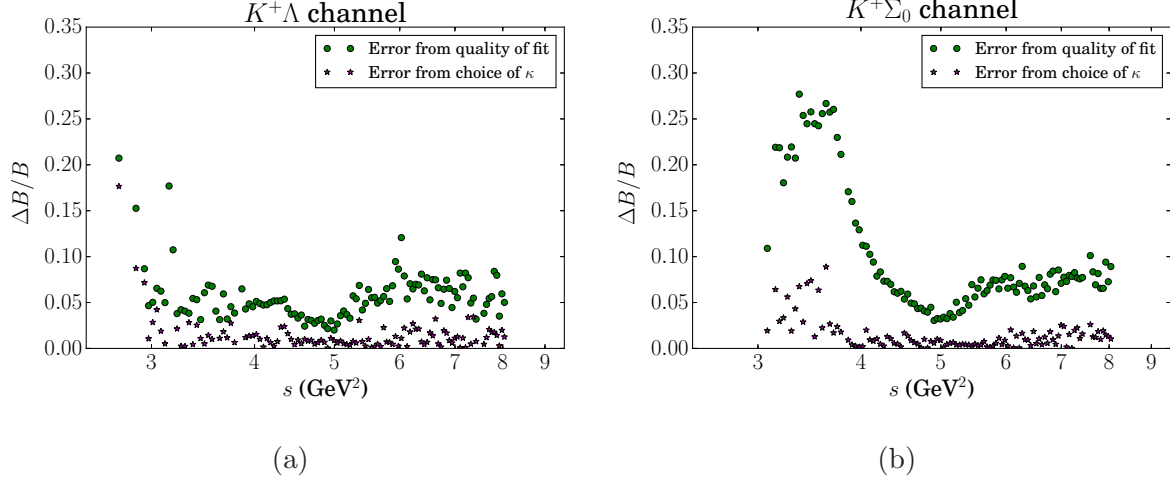 K⁺Λ channel
Error from quality of fit
Error from choice of κ
ΔB/B
0.35
0.30
0.25
0.20
0.15
0.10
0.05
0.00
3 4 5 6 7 8 9
s (GeV²)
(a)
K⁺Σ₀ channel
Error from quality of fit
Error from choice of κ
ΔB/B
0.35
0.30
0.25
0.20
0.15
0.10
0.05
0.00
3 4 5 6 7 8 9
s (GeV²)
(b)